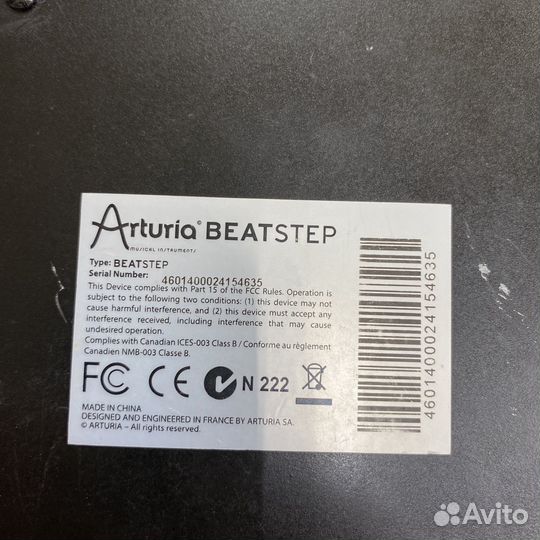 Arturia® BEATSTEP
MUSICAL INSTRUMENTS
Type: BEATSTEP
Serial Number: 4601400024154635
This Device complies with Part 15 of the FCC Rules. Operation is
subject to the following two conditions: (1) this device may not
cause harmful interference, and (2) this device must accept any
interference received, including interference that may cause
undesired operation.
Complies with Canadian ICES-003 Class B / Conforme au règlement
Canadien NMB-003 Classe B.
FC CE N 222
MADE IN CHINA
DESIGNED AND ENGINEERED IN FRANCE BY ARTURIA SA.
© ARTURIA – All rights reserved.
4601400024154635
Avito